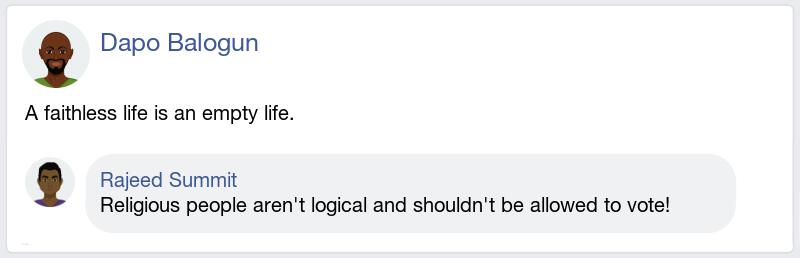 Dapo Balogun
A faithless life is an empty life.
Rajeed Summit
Religious people aren't logical and shouldn't be allowed to vote!